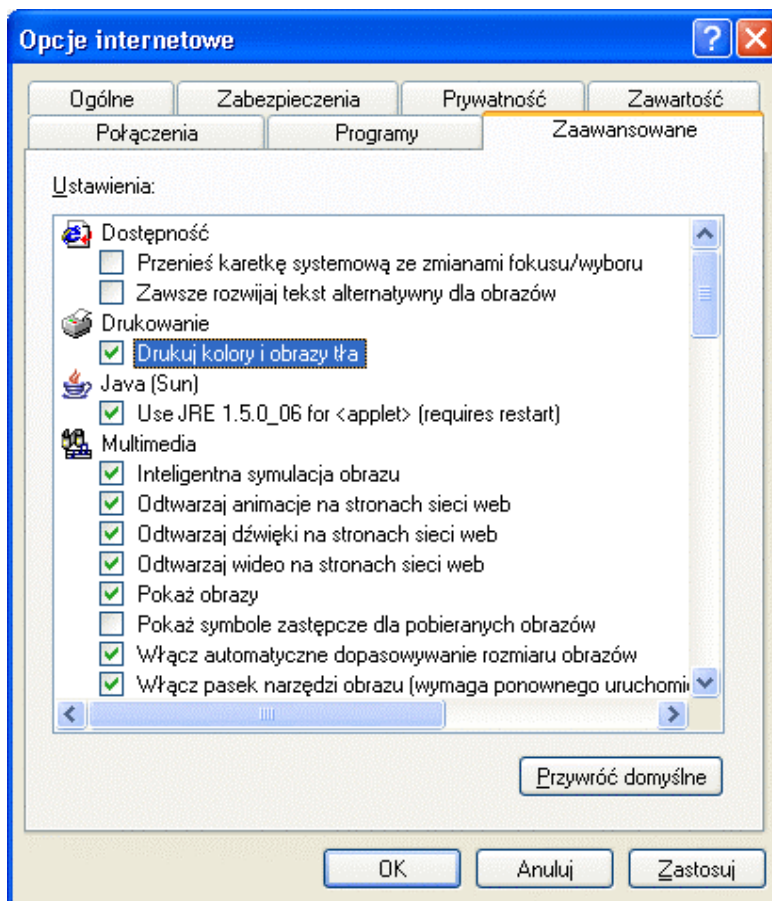 Opcje internetowe
Ogólne Zabezpieczenia Prywatność Zawartość
Połączenia Programy Zaawansowane
Ustawienia:
Dostępność
Przenieś karetkę systemową ze zmianami fokusu/wyboru
Zawsze rozwijaj tekst alternatywny dla obrazów
Drukowanie
Drukuj kolory i obrazy tła
Java (Sun)
Use JRE 1.5.0_06 for <applet> (requires restart)
Multimedia
Inteligentna symulacja obrazu
Odtwarzaj animacje na stronach sieci web
Odtwarzaj dźwięki na stronach sieci web
Odtwarzaj wideo na stronach sieci web
Pokaż obrazy
Pokaż symbole zastępcze dla pobieranych obrazów
Włącz automatyczne dopasowywanie rozmiaru obrazów
Włącz pasek narzędzi obrazu (wymaga ponownego uruchomi
Przywróć domyślne
OK Anuluj Zastosuj